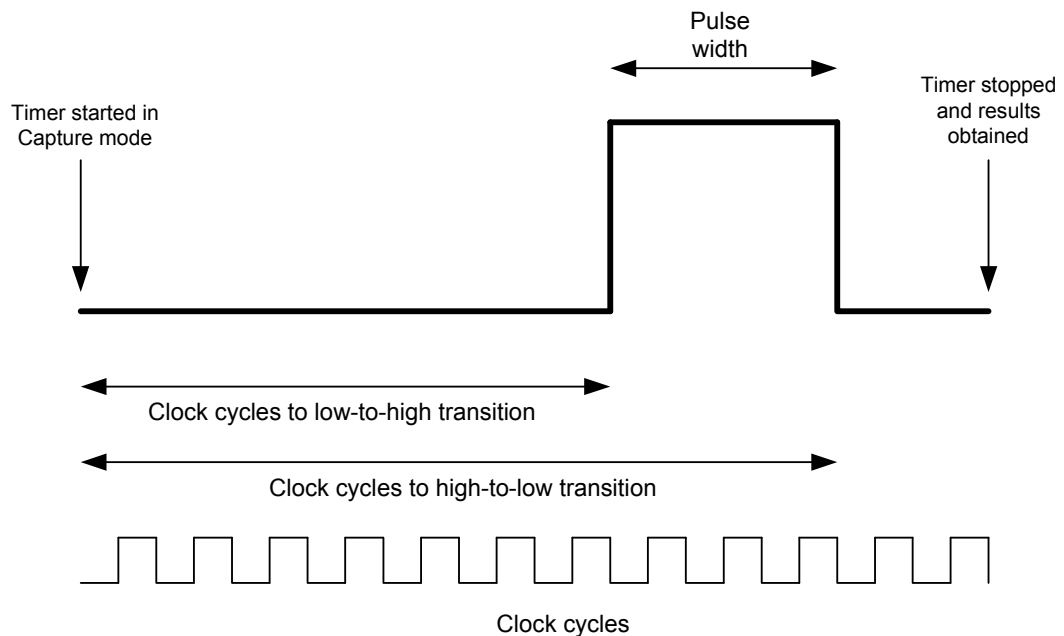 Pulse
width
Timer started in
Capture mode
Timer stopped
and results
obtained
Clock cycles to low-to-high transition
Clock cycles to high-to-low transition
Clock cycles